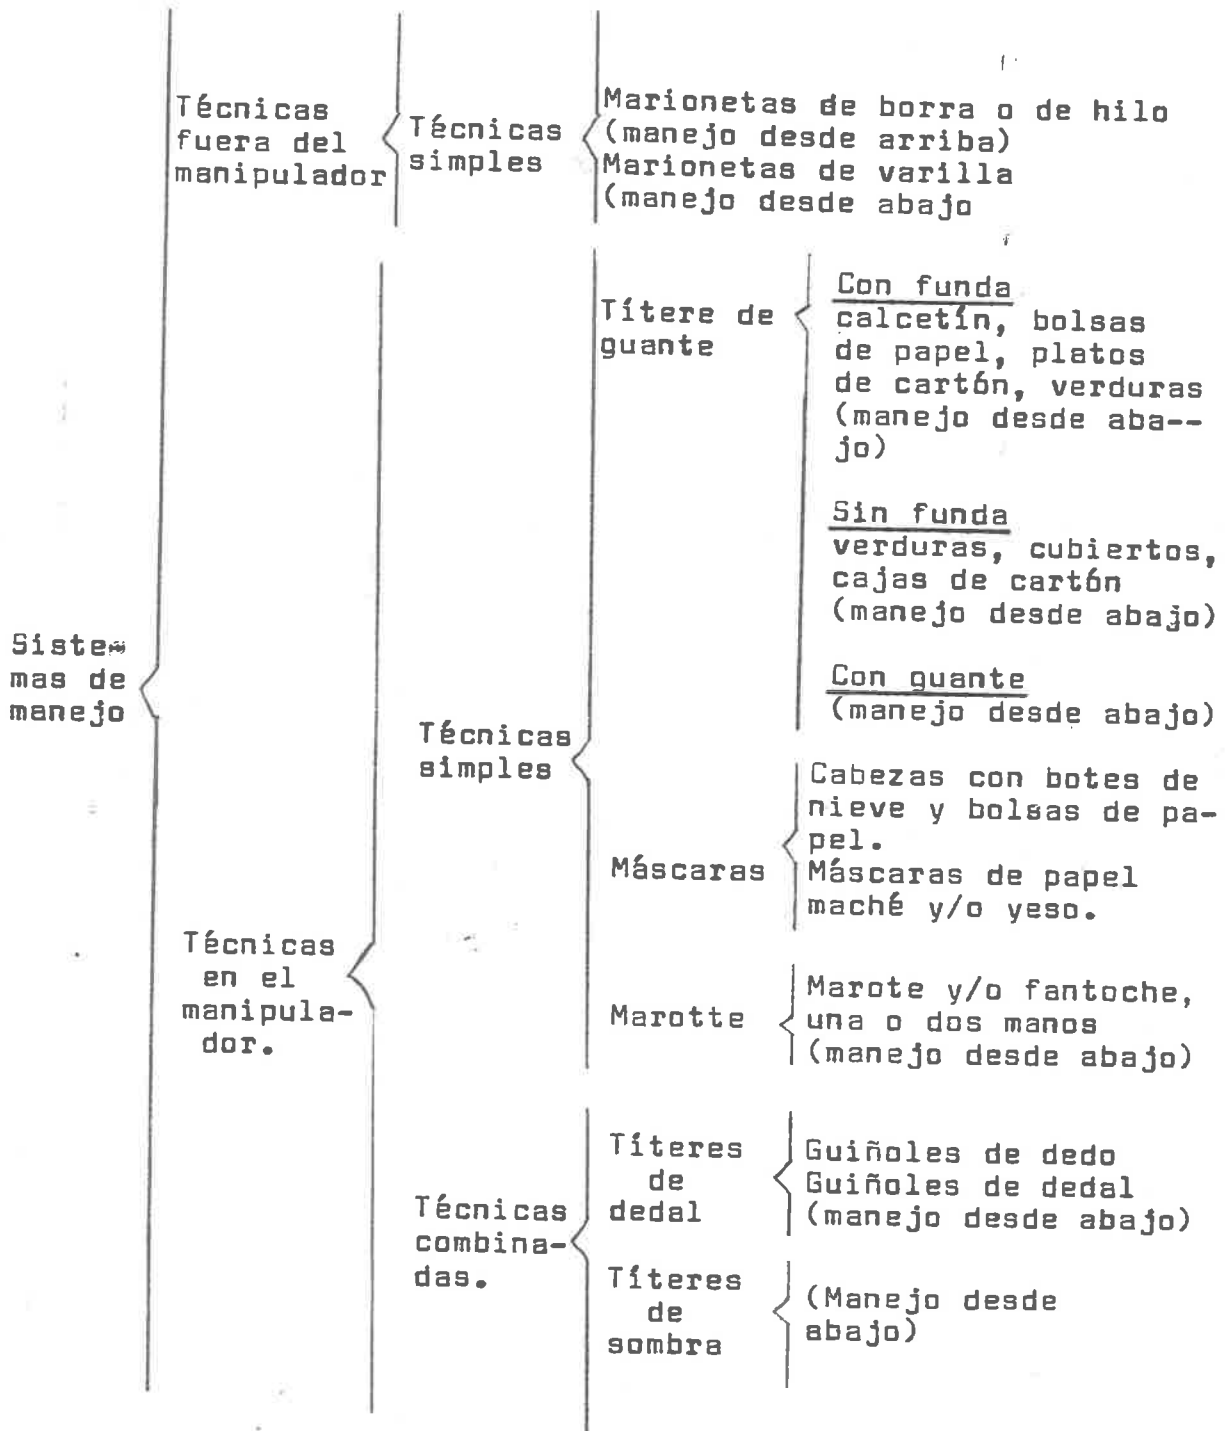 Siste-
mas de
manejo
Técnicas
fuera del
manipulador
Técnicas
simples
Marionetas de borra o de hilo
(manejo desde arriba)
Marionetas de varilla
(manejo desde abajo
Técnicas
en el
manipula-
dor.
Técnicas
simples
Títere de
guante
Con funda
calcetín, bolsas
de papel, platos
de cartón, verduras
(manejo desde aba--
jo)
Sin funda
verduras, cubiertos,
cajas de cartón
(manejo desde abajo)
Con guante
(manejo desde abajo)
Máscaras
Cabezas con botes de
nieve y bolsas de pa-
pel.
Máscaras de papel
maché y/o yeso.
Marotte
Marote y/o fantoche,
una o dos manos
(manejo desde abajo)
Técnicas
combina-
das.
Títeres
de
dedal
Guiñoles de dedo
Guiñoles de dedal
(manejo desde abajo)
Títeres
de
sombra
(Manejo desde
abajo)